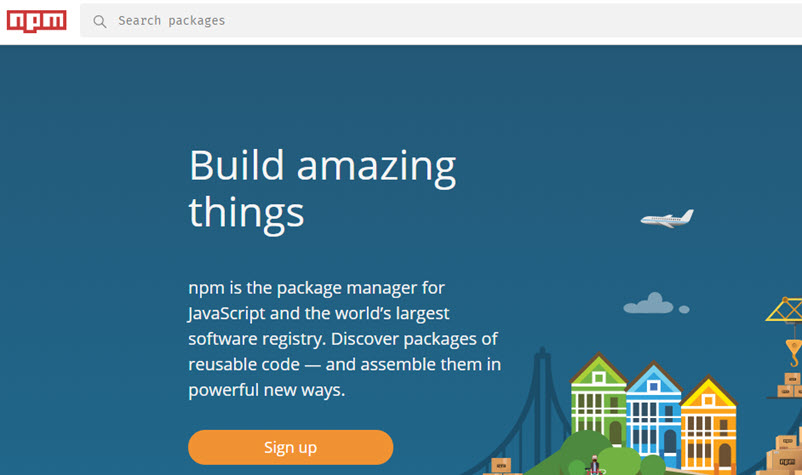 npm
Search packages
Build amazing
things
npm is the package manager for
JavaScript and the world’s largest
software registry. Discover packages of
reusable code — and assemble them in
powerful new ways.
Sign up
npm